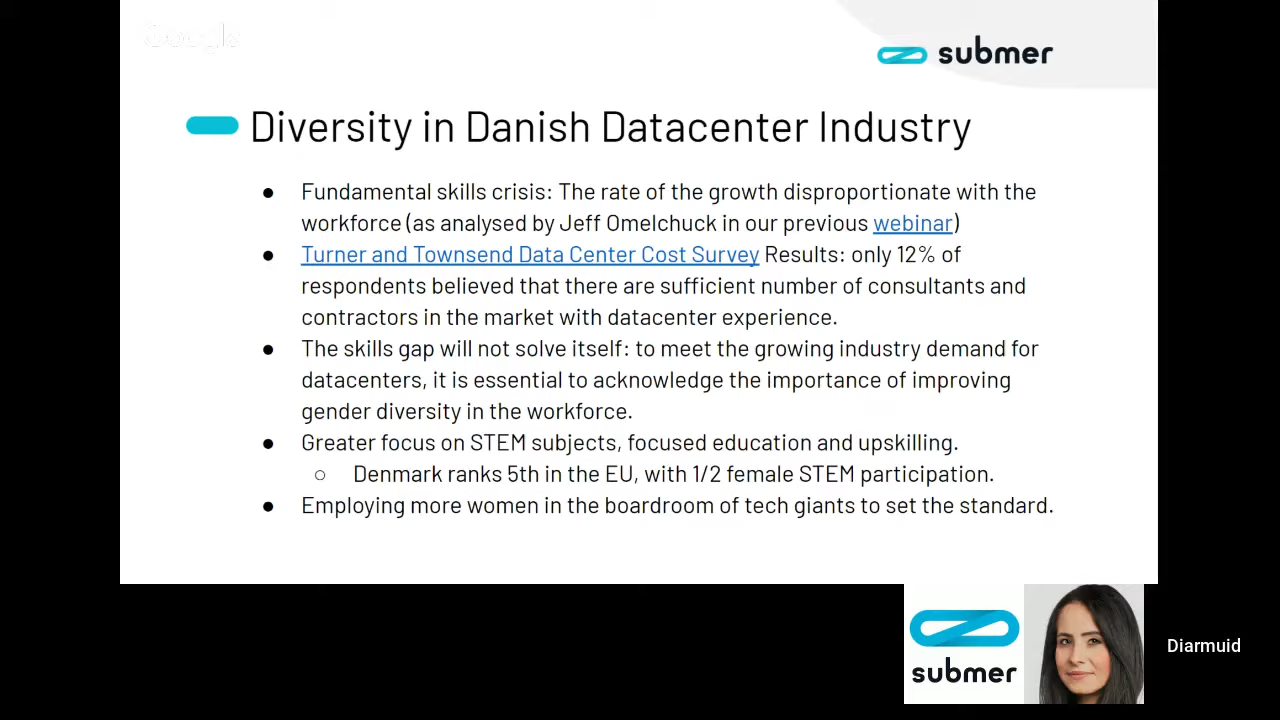 Google
submer
Diversity in Danish Datacenter Industry
● Fundamental skills crisis: The rate of the growth disproportionate with the
workforce (as analysed by Jeff Omelchuck in our previous webinar)
● Turner and Townsend Data Center Cost Survey Results: only 12% of
respondents believed that there are sufficient number of consultants and
contractors in the market with datacenter experience.
● The skills gap will not solve itself: to meet the growing industry demand for
datacenters, it is essential to acknowledge the importance of improving
gender diversity in the workforce.
● Greater focus on STEM subjects, focused education and upskilling.
○ Denmark ranks 5th in the EU, with 1/2 female STEM participation.
● Employing more women in the boardroom of tech giants to set the standard.
submer
Diarmuid